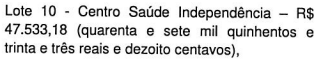 Lote 10 - Centro Saúde Independência – R$
47.533,18 (quarenta e sete mil quinhentos e
trinta e três reais e dezoito centavos),